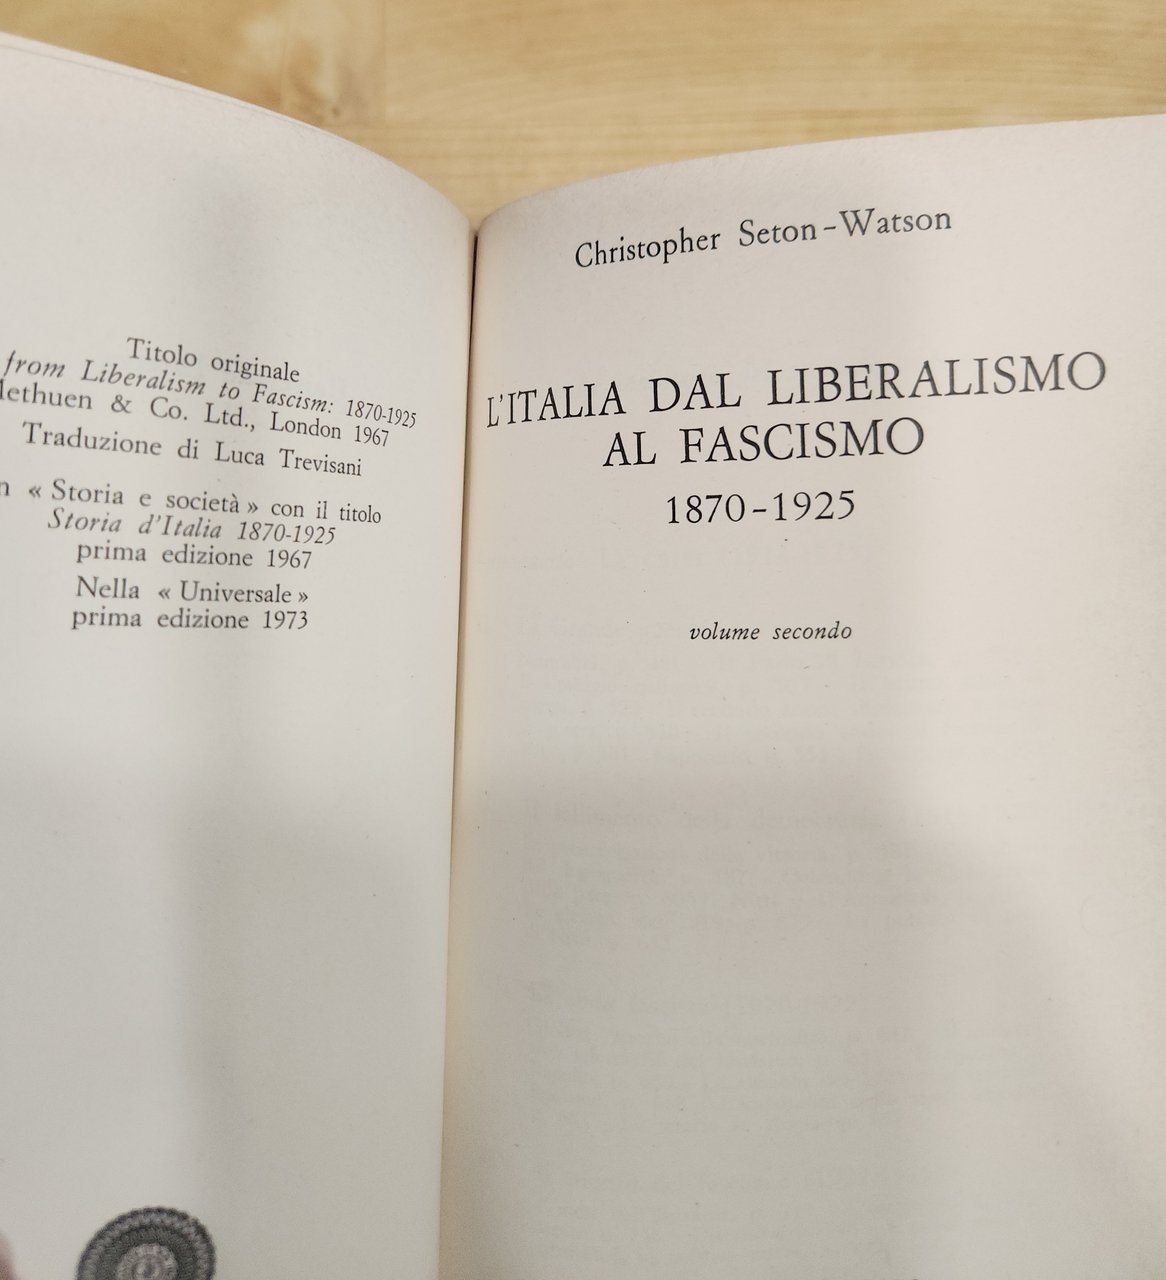 Titolo originale
from Liberalism to Fascism: 1870-1925
& Co. Ltd., London 1967
Traduzione di Luca Trevisani
« Storia e società » con il titolo
Storia d'Italia 1870-1925
prima edizione 1967
Nella « Universale »
prima edizione 1973
Christopher Seton-Watson
L'ITALIA DAL LIBERALISMO
AL FASCISMO
1870-1925
volume secondo